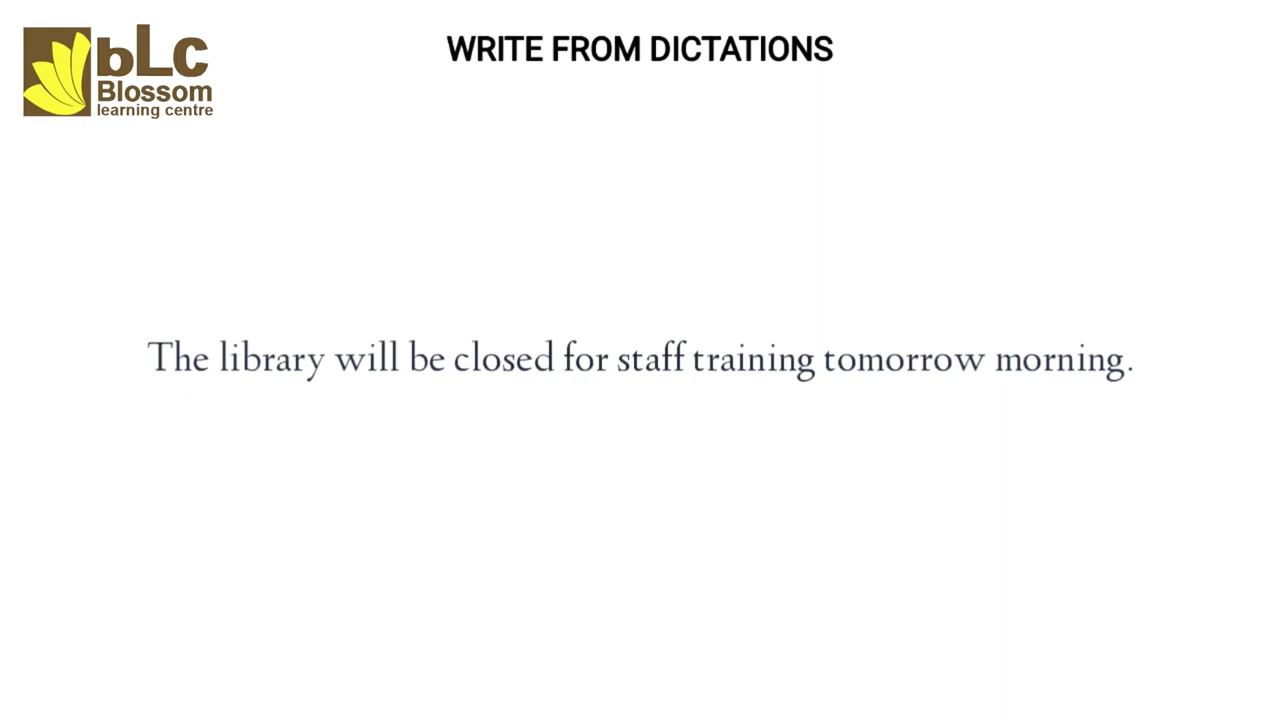 bLc
Blossom
learning centre
WRITE FROM DICTATIONS
The library will be closed for staff training tomorrow morning.